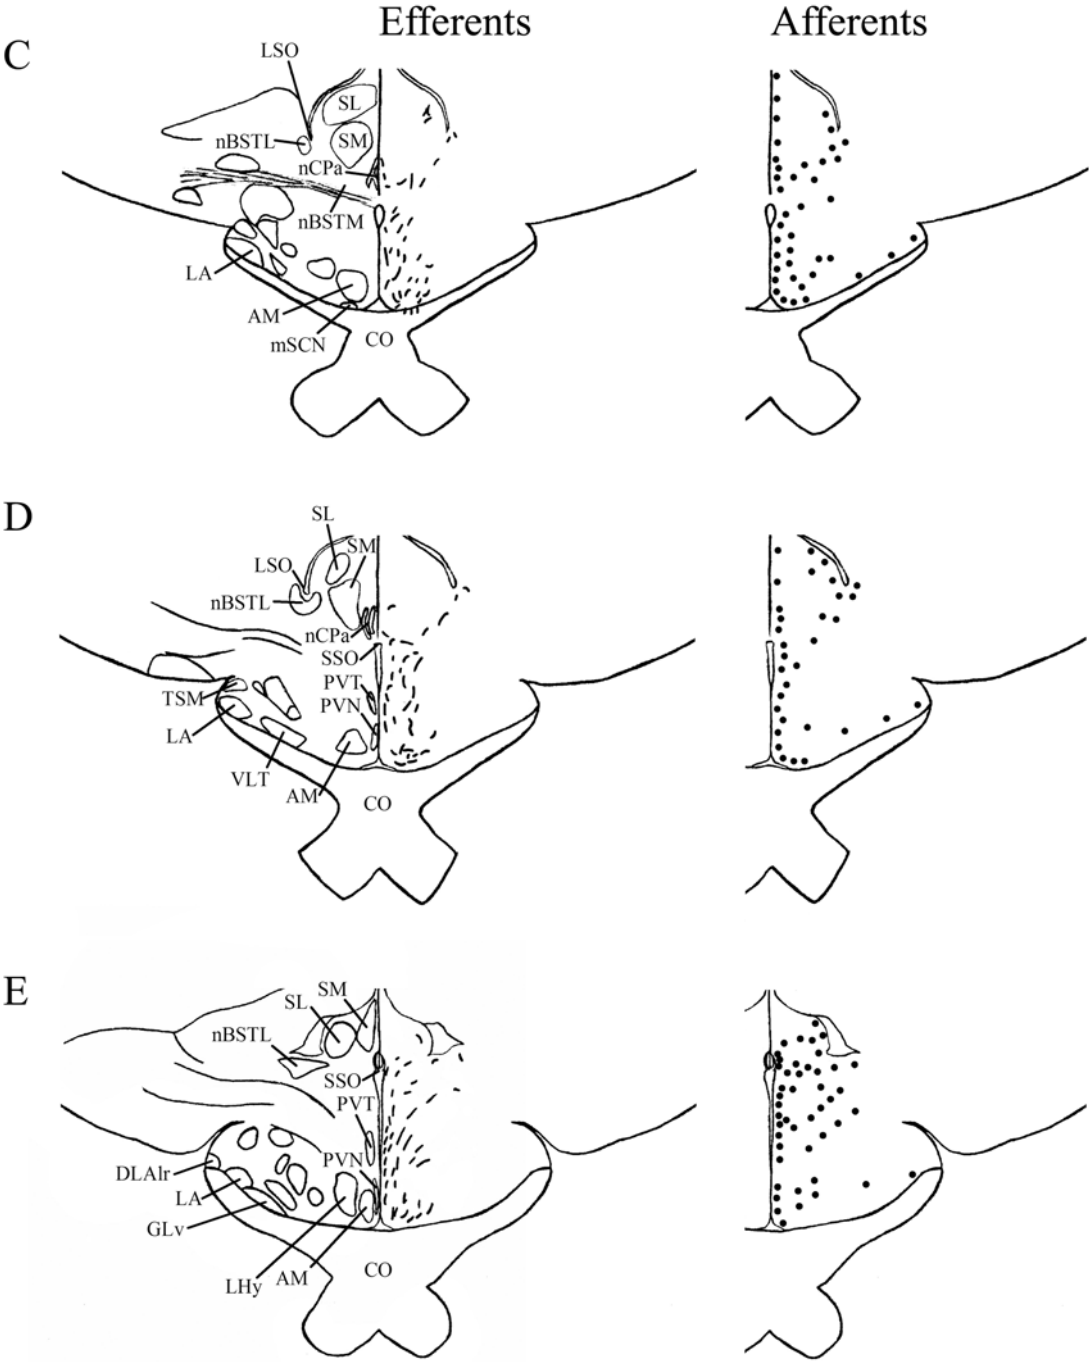 Efferents
Afferents
C
LSO
SL
nBSTL
SM
nCPa
nBSTM
LA
AM
mSCN
CO
D
SL
SM
LSO
nBSTL
nCPa
SSO
PVT
TSM
PVN
LA
VLT
AM
CO
E
SM
SL
nBSTL
SSO
PVT
PVN
DLAlr
LA
GLv
LHy
AM
CO